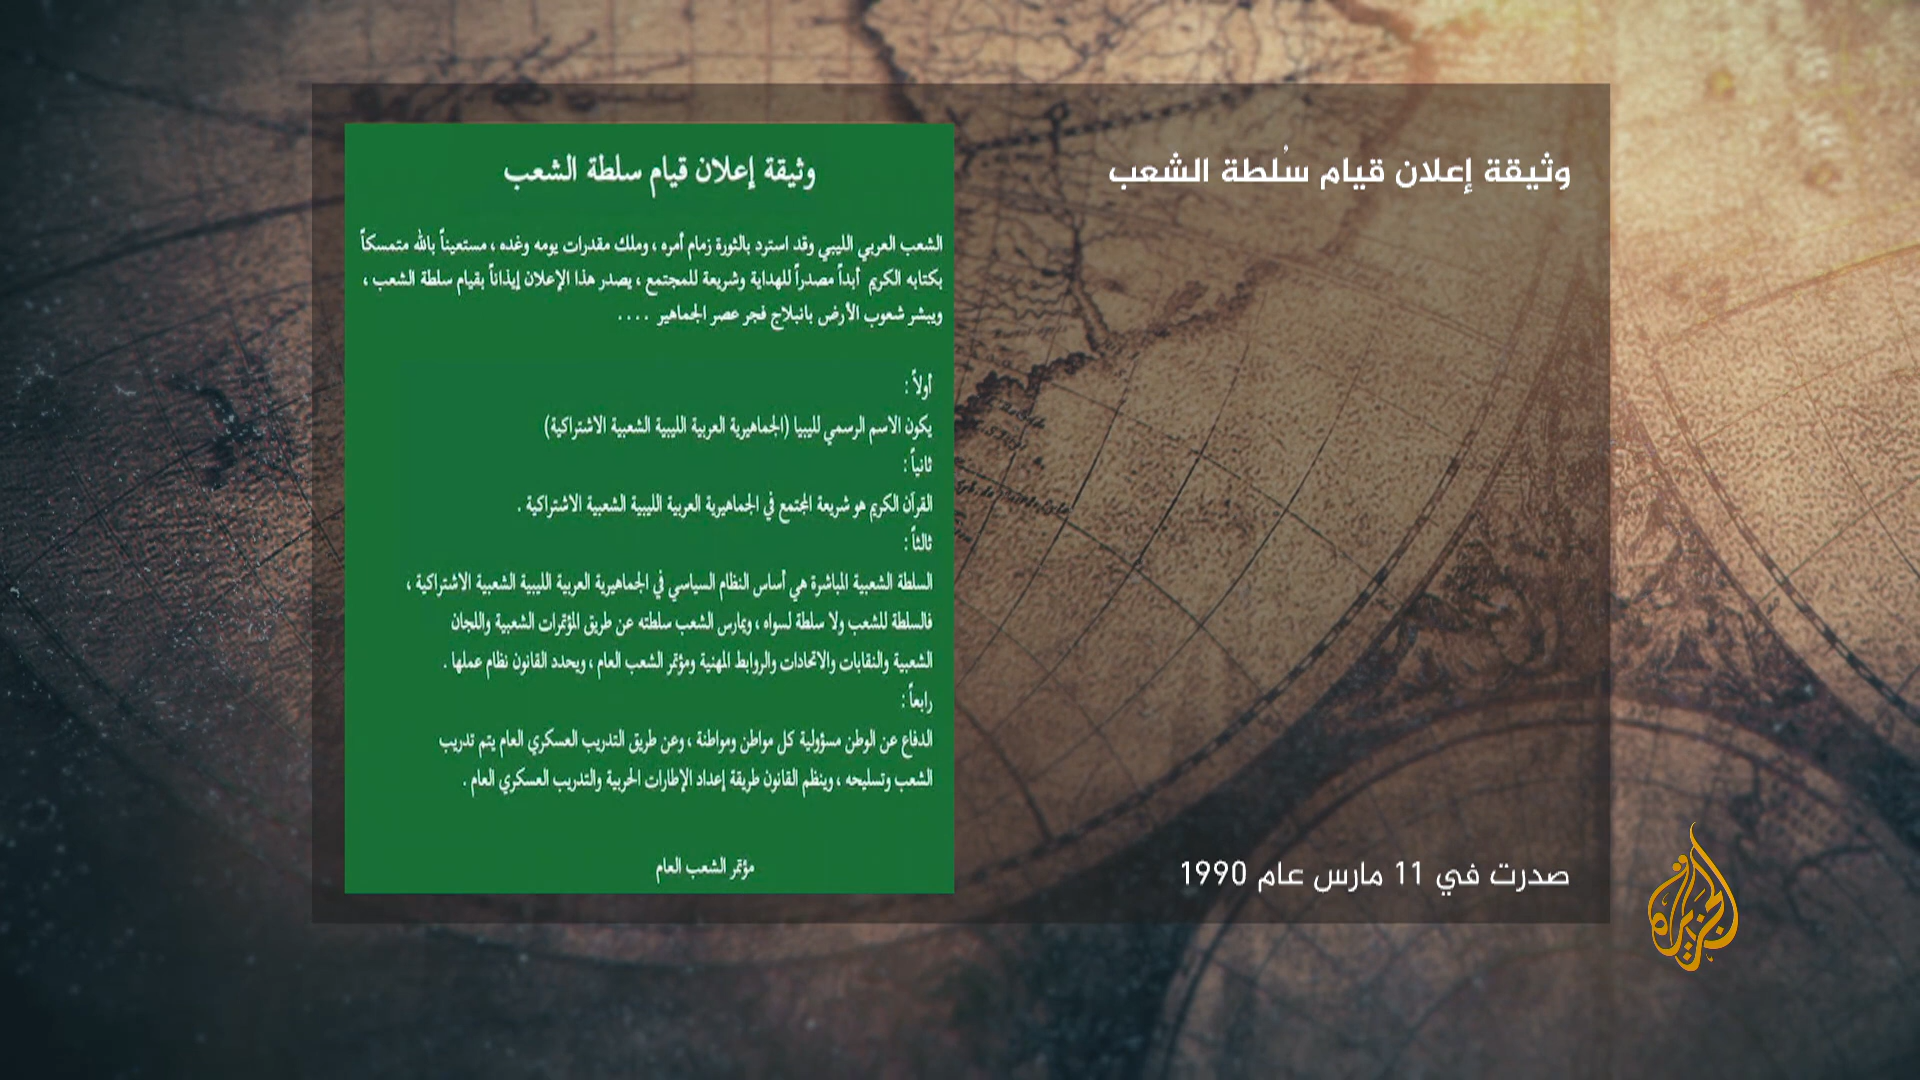 وثيقة إعلان قيام سُلطة الشعب
وثيقة إعلان قيام سلطة الشعب
الشعب العربي الليبي وقد استرد بالثورة زمام أمره ، وملك مقدرات يومه وغده ، مستعيناً بالله متمسكاً
بكتابه الكريم أبداً مصدراً للهداية وشريعة للمجتمع ، يصدر هذا الإعلان إيذاناً بقيام سلطة الشعب ،
ويبشر شعوب الأرض بانبلاج فجر عصر الجماهير ....
أولاً :
يكون الاسم الرسمي لليبيا (الجماهيرية العربية الليبية الشعبية الاشتراكية)
ثانياً :
القرآن الكريم هو شريعة المجتمع في الجماهيرية العربية الليبية الشعبية الاشتراكية .
ثالثاً :
السلطة الشعبية المباشرة هي أساس النظام السياسي في الجماهيرية العربية الليبية الشعبية الاشتراكية ،
فالسلطة للشعب ولا سلطة لسواه ، ويمارس الشعب سلطته عن طريق المؤتمرات الشعبية واللجان
الشعبية والنقابات والاتحادات والروابط المهنية ومؤتمر الشعب العام ، ويحدد القانون نظام عملها .
رابعاً :
الدفاع عن الوطن مسؤولية كل مواطن ومواطنة ، وعن طريق التدريب العسكري العام يتم تدريب
الشعب وتسليحه ، وينظم القانون طريقة إعداد الإطارات الحربية والتدريب العسكري العام .
مؤتمر الشعب العام
صدرت في 11 مارس عام 1990
الجزيرة